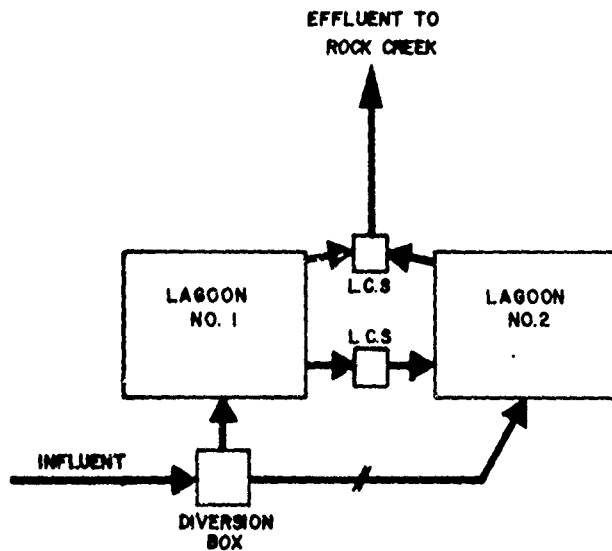 EFFLUENT TO
ROCK CREEK
LAGOON
NO. 1
L.C.S
LAGOON
NO.2
L.C.S
INFLUENT
DIVERSION
BOX